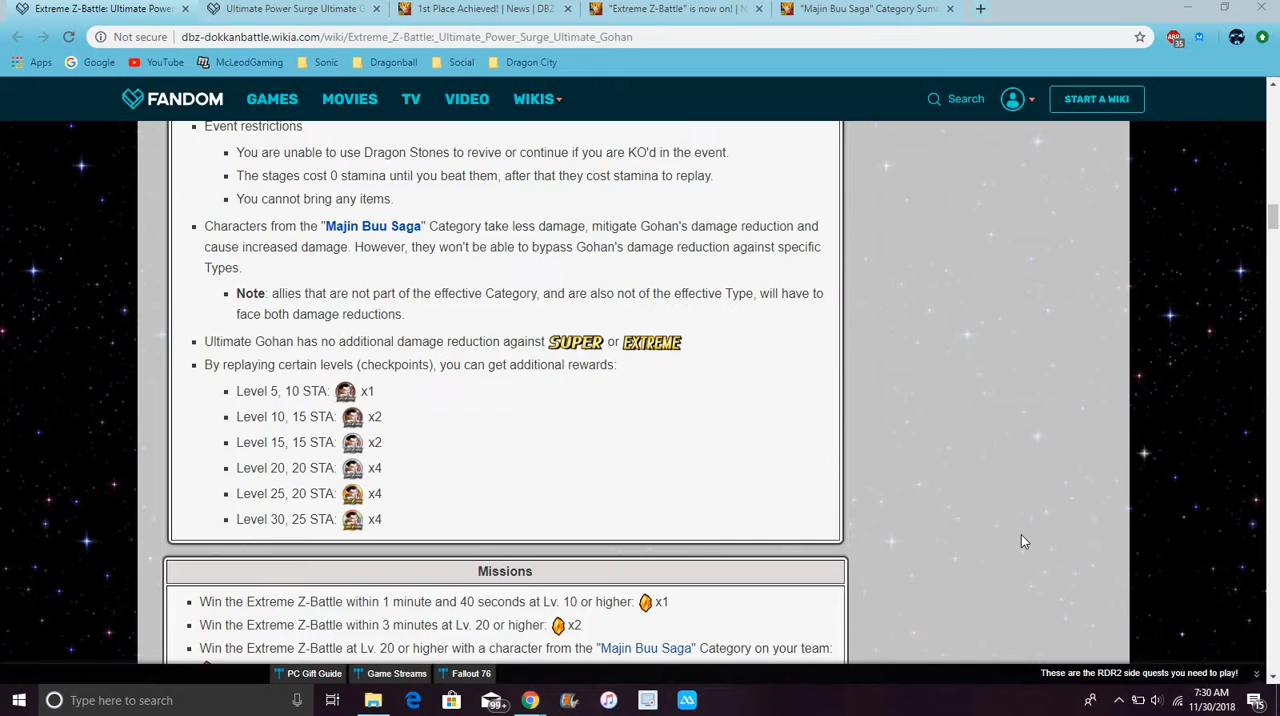 Extreme Z-Battle: Ultimate Power
Ultimate Power Surge Ultimate G
1st Place Achieved! | News | DBZ
"Extreme Z-Battle" is now on! | N
"Majin Buu Saga" Category Sum
Not secure | dbz-dokkanbattle.wikia.com/wiki/Extreme_Z-Battle:_Ultimate_Power_Surge_Ultimate_Gohan
35
Apps Google YouTube McLeodGaming Sonic Dragonball Social Dragon City
FANDOM GAMES MOVIES TV VIDEO WIKIS Search START A WIKI
Event restrictions
You are unable to use Dragon Stones to revive or continue if you are KO'd in the event.
The stages cost 0 stamina until you beat them, after that they cost stamina to replay.
You cannot bring any items.
Characters from the "Majin Buu Saga" Category take less damage, mitigate Gohan's damage reduction and
cause increased damage. However, they won't be able to bypass Gohan's damage reduction against specific
Types.
Note: allies that are not part of the effective Category, and are also not of the effective Type, will have to
face both damage reductions.
Ultimate Gohan has no additional damage reduction against SUPER or EXTREME
By replaying certain levels (checkpoints), you can get additional rewards:
Level 5, 10 STA: x1
Level 10, 15 STA: x2
Level 15, 15 STA: x2
Level 20, 20 STA: x4
Level 25, 20 STA: x4
Level 30, 25 STA: x4
Missions
Win the Extreme Z-Battle within 1 minute and 40 seconds at Lv. 10 or higher: x1
Win the Extreme Z-Battle within 3 minutes at Lv. 20 or higher: x2
Win the Extreme Z-Battle at Lv. 20 or higher with a character from the "Majin Buu Saga" Category on your team:
PC Gift Guide Game Streams Fallout 76 These are the RDR2 side quests you need to play!
Type here to search
99+
7:30 AM
11/30/2018
15